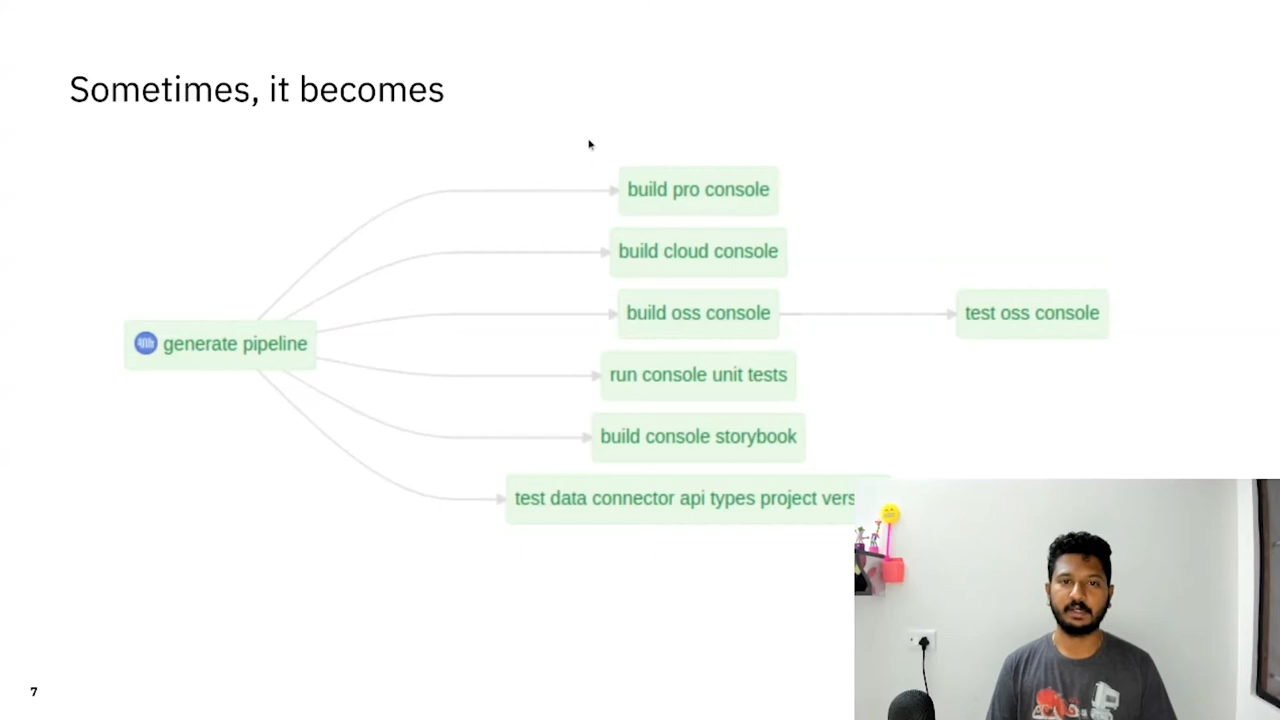 Sometimes, it becomes
build pro console
build cloud console
build oss console
test oss console
generate pipeline
run console unit tests
build console storybook
test data connector api types project
7